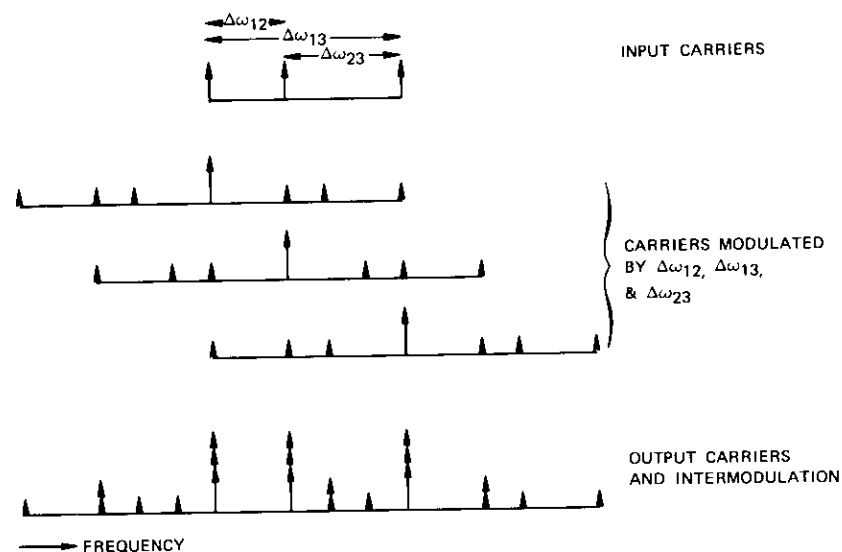 Δω12
Δω13
Δω23
INPUT CARRIERS
CARRIERS MODULATED
BY Δω12, Δω13,
& Δω23
OUTPUT CARRIERS
AND INTERMODULATION
FREQUENCY